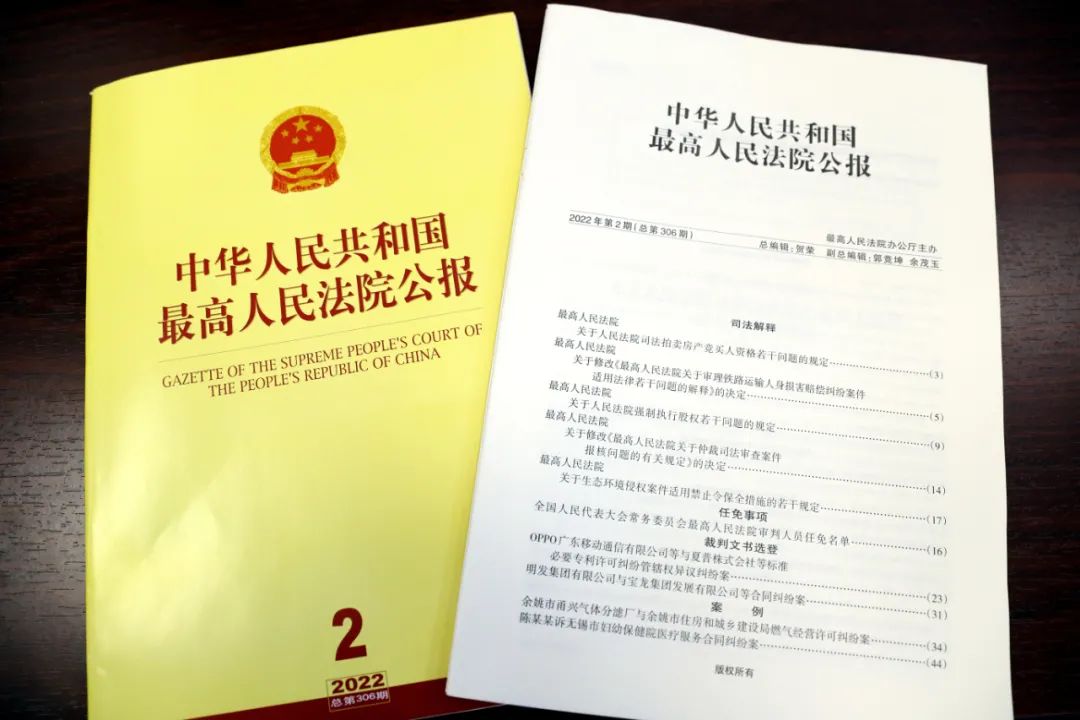 中华人民共和国
最高人民法院公报
GAZETTE OF THE SUPREME PEOPLE'S COURT OF
THE PEOPLE'S REPUBLIC OF CHINA
2
2022
总第306期
中华人民共和国
最高人民法院公报
2022年第2期(总第306期)
最高人民法院办公厅主办
总编辑:贺荣 副总编辑:郭竞坤 余茂玉
司法解释
最高人民法院
关于人民法院司法拍卖房产竞买人资格若干问题的规定……(3)
最高人民法院
关于修改《最高人民法院关于审理铁路运输人身损害赔偿纠纷案件
适用法律若干问题的解释》的决定……(5)
最高人民法院
关于人民法院强制执行股权若干问题的规定……(9)
最高人民法院
关于修改《最高人民法院关于仲裁司法审查案件
报核问题的有关规定》的决定……(14)
最高人民法院
关于生态环境侵权案件适用禁止令保全措施的若干规定……(17)
任免事项
全国人民代表大会常务委员会最高人民法院审判人员任免名单……(16)
裁判文书选登
OPPO广东移动通信有限公司等与夏普株式会社等标准
必要专利许可纠纷管辖权异议纠纷案……(23)
明发集团有限公司与宝龙集团发展有限公司等合同纠纷案……(31)
案 例
余姚市甬兴气体分滤厂与余姚市住房和城乡建设局燃气经营许可纠纷案……(34)
陈某某诉无锡市妇幼保健院医疗服务合同纠纷案……(44)
版权所有